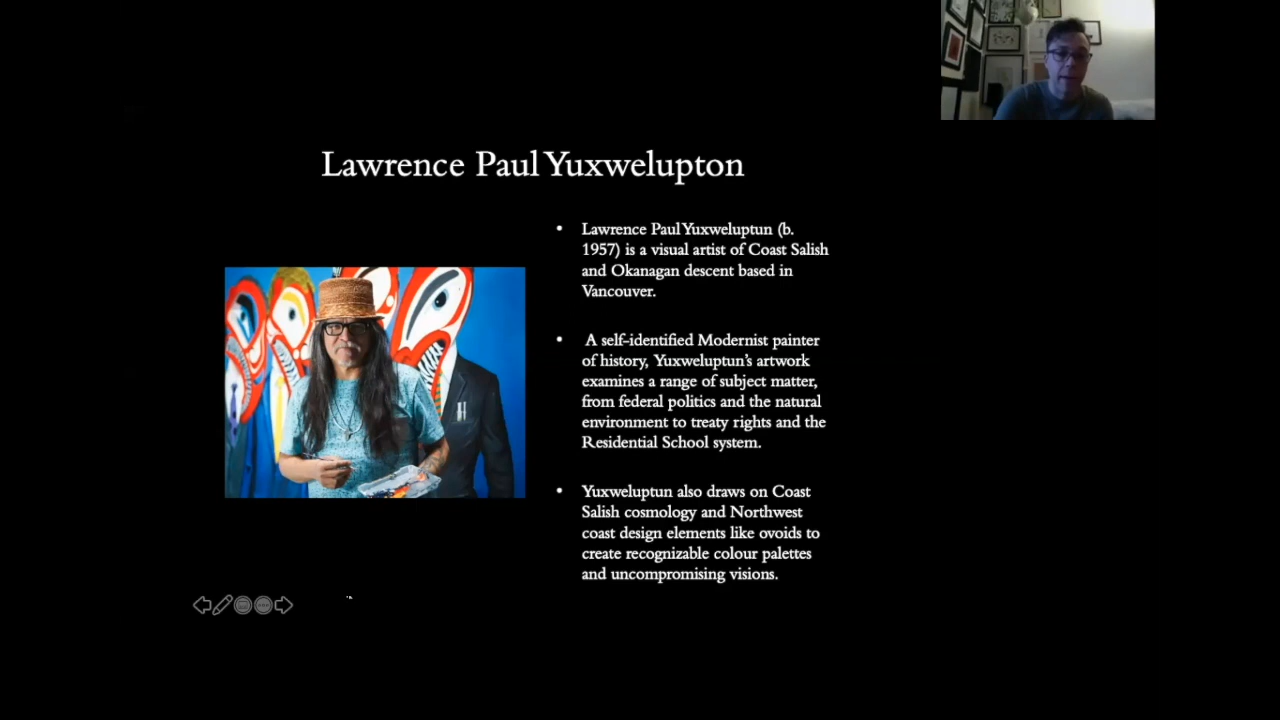 Lawrence Paul Yuxwelupton
• Lawrence Paul Yuxweluptun (b.
1957) is a visual artist of Coast Salish
and Okanagan descent based in
Vancouver.
• A self-identified Modernist painter
of history, Yuxweluptun's artwork
examines a range of subject matter,
from federal politics and the natural
environment to treaty rights and the
Residential School system.
• Yuxweluptun also draws on Coast
Salish cosmology and Northwest
coast design elements like ovoids to
create recognizable colour palettes
and uncompromising visions.